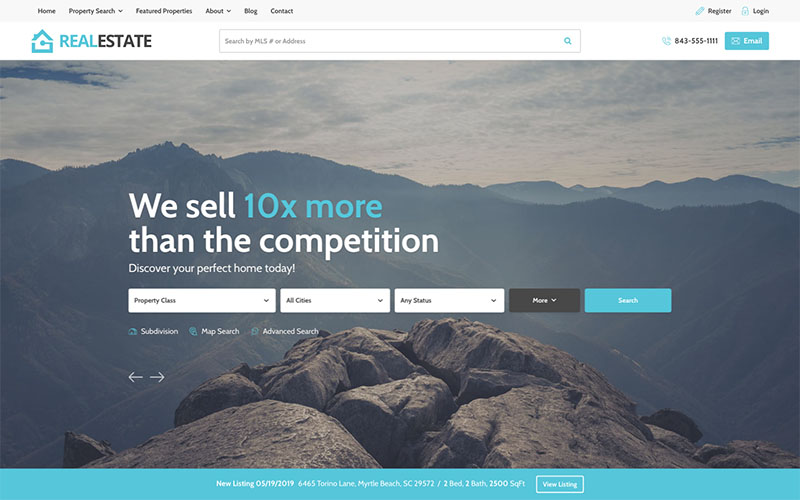 Home Property Search Featured Properties About Blog Contact Register Login
REALESTATE Search by MLS # or Address 843-555-1111 Email
We sell 10x more
than the competition
Discover your perfect home today!
Property Class All Cities Any Status More Search
Subdivision Map Search Advanced Search
New Listing 05/19/2019 6465 Torino Lane, Myrtle Beach, SC 29572 / 2 Bed, 2 Bath, 2500 SqFt View Listing